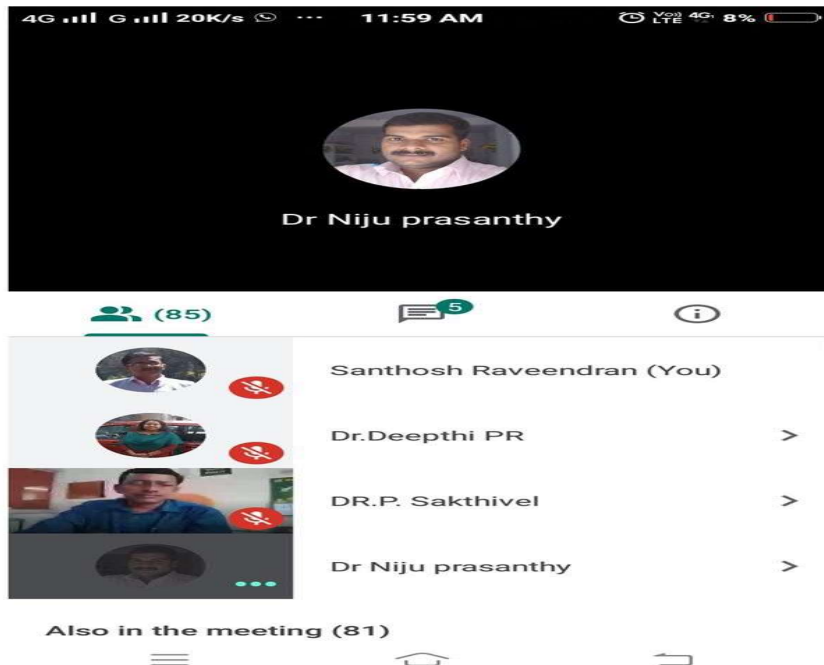 4G G 20K/s ... 11:59 AM VoD LTE 4G 8%
Dr Niju prasanthy
(85) 5
Santhosh Raveendran (You)
Dr.Deepthi PR >
DR.P. Sakthivel >
Dr Niju prasanthy >
Also in the meeting (81)